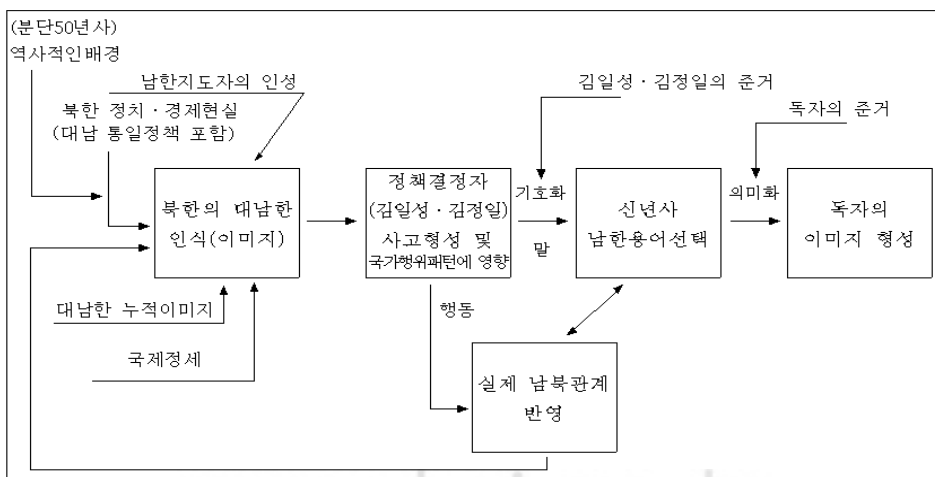 (분단50년사)
역사적인배경
남한지도자의 인성
북한 정치·경제현실
(대남 통일정책 포함)
김일성·김정일의 준거
독자의 준거
북한의 대남한
인식(이미지)
정책결정자
(김일성·김정일)
사고형성 및
국가행위패턴에 영향
기호화
말
신년사
남한용어선택
의미화
독자의
이미지 형성
대남한 누적이미지
국제정세
행동
실제 남북관계
반영